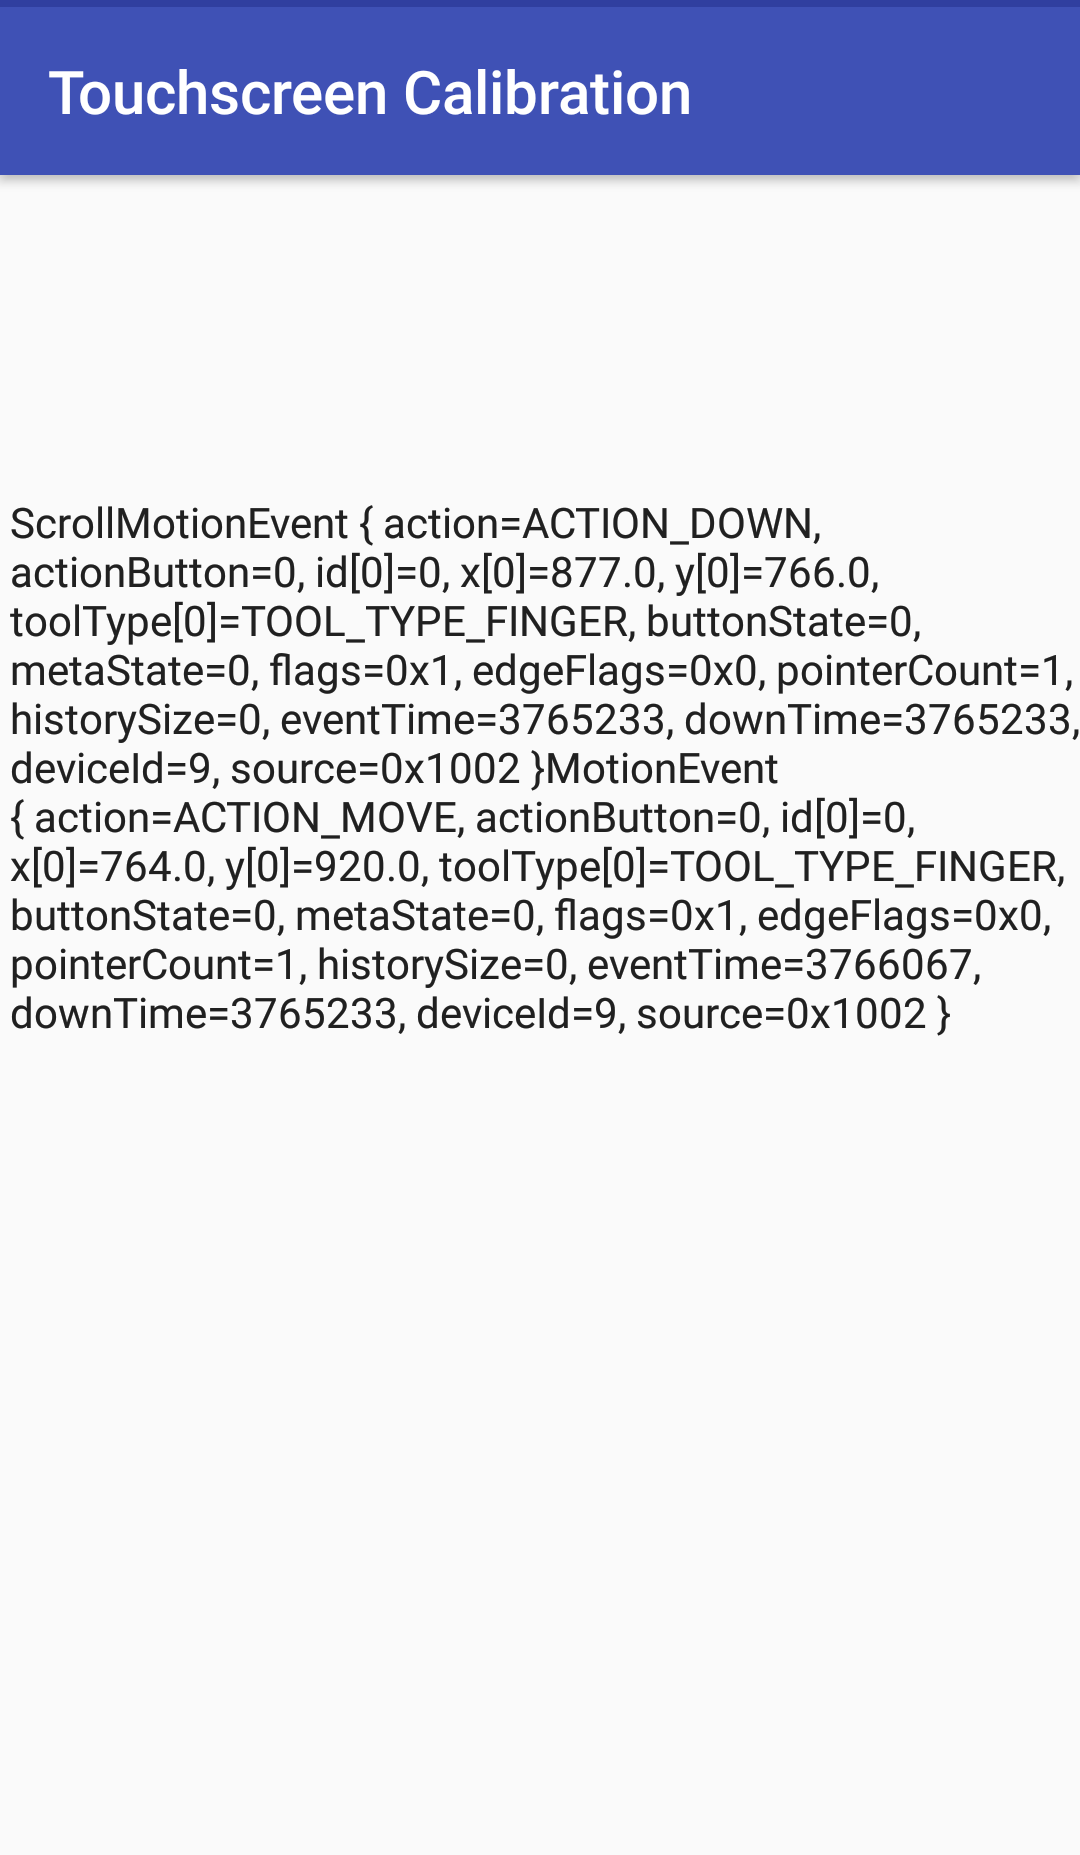 Touchscreen Calibration
ScrollMotionEvent { action=ACTION_DOWN,
actionButton=0, id[0]=0, x[0]=877.0, y[0]=766.0,
toolType[0]=TOOL_TYPE_FINGER, buttonState=0,
metaState=0, flags=0x1, edgeFlags=0x0, pointerCount=1,
historySize=0, eventTime=3765233, downTime=3765233,
deviceId=9, source=0x1002 }MotionEvent
{ action=ACTION_MOVE, actionButton=0, id[0]=0,
x[0]=764.0, y[0]=920.0, toolType[0]=TOOL_TYPE_FINGER,
buttonState=0, metaState=0, flags=0x1, edgeFlags=0x0,
pointerCount=1, historySize=0, eventTime=3766067,
downTime=3765233, deviceId=9, source=0x1002 }